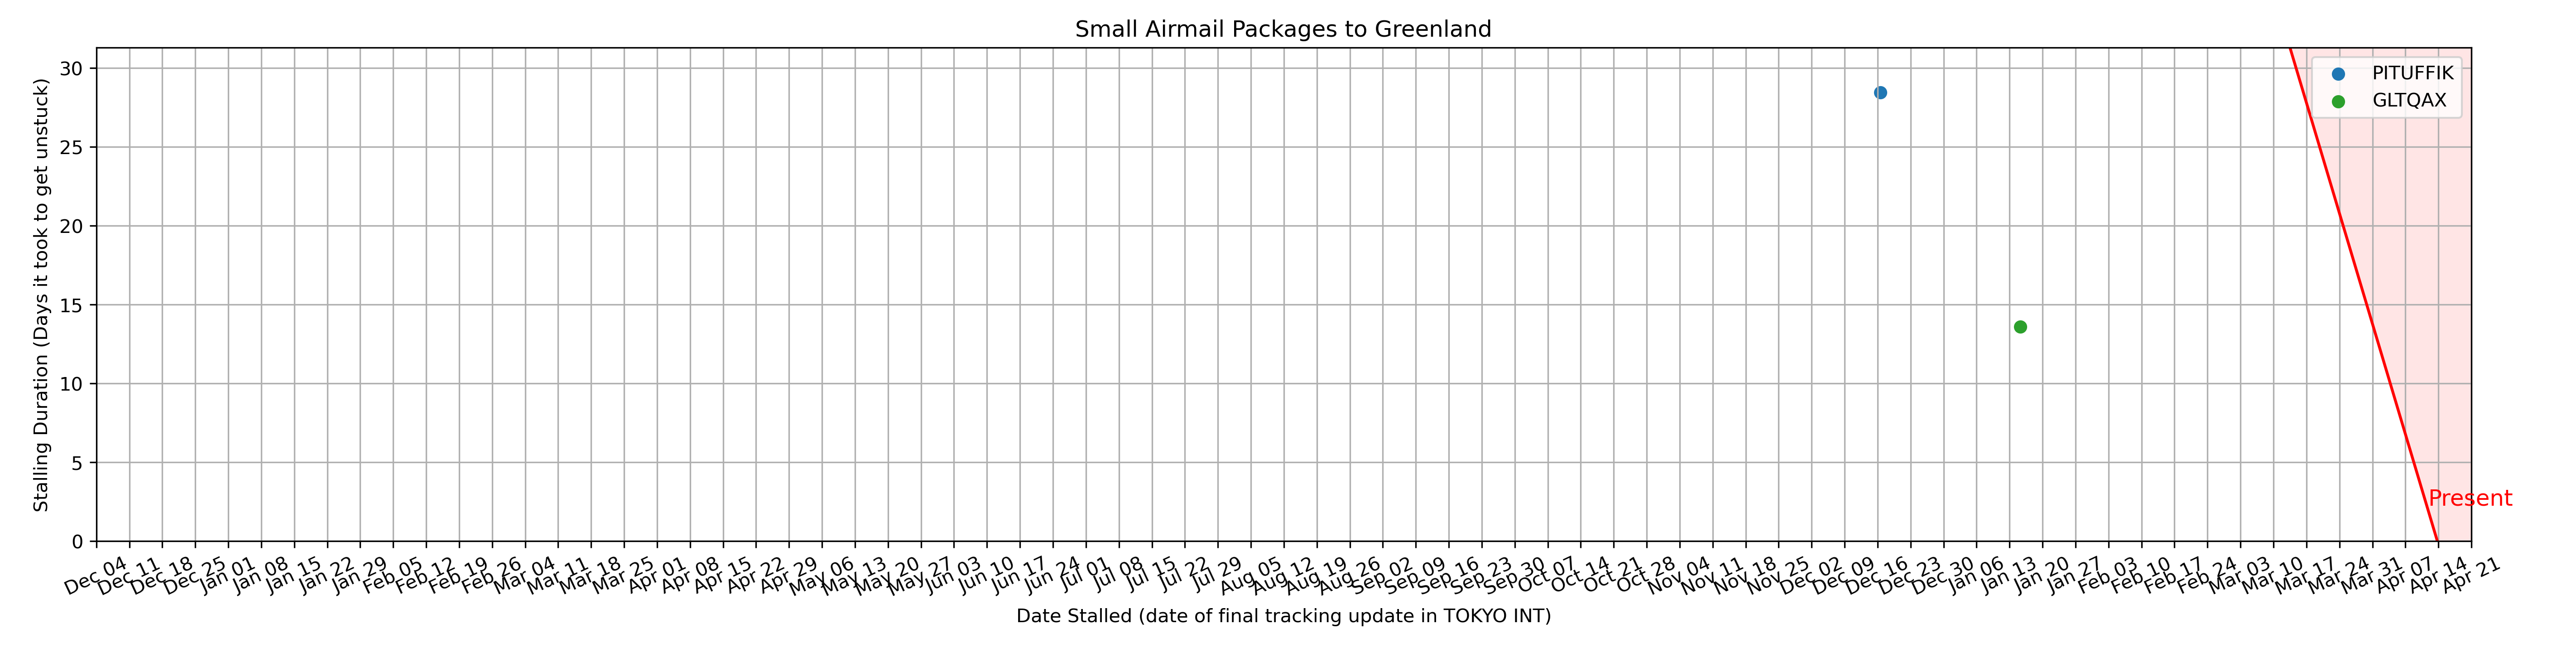 Small Airmail Packages to Greenland
Stalling Duration (Days it took to get unstuck)
30
25
20
15
10
5
0
PITUFFIK
GLTQAX
Present
Dec 04 Dec 11 Dec 18 Dec 25 Jan 01 Jan 08 Jan 15 Jan 22 Jan 29 Feb 05 Feb 12 Feb 19 Feb 26 Mar 04 Mar 11 Mar 18 Mar 25 Apr 01 Apr 08 Apr 15 Apr 22 Apr 29 May 06 May 13 May 20 May 27 Jun 03 Jun 10 Jun 17 Jun 24 Jul 01 Jul 08 Jul 15 Jul 22 Jul 29 Aug 05 Aug 12 Aug 19 Aug 26 Sep 02 Sep 09 Sep 16 Sep 23 Sep 30 Oct 07 Oct 14 Oct 21 Oct 28 Nov 04 Nov 11 Nov 18 Nov 25 Dec 02 Dec 09 Dec 16 Dec 23 Dec 30 Jan 06 Jan 13 Jan 20 Jan 27 Feb 03 Feb 10 Feb 17 Feb 24 Mar 03 Mar 10 Mar 17 Mar 24 Mar 31 Apr 07 Apr 14 Apr 21
Date Stalled (date of final tracking update in TOKYO INT)